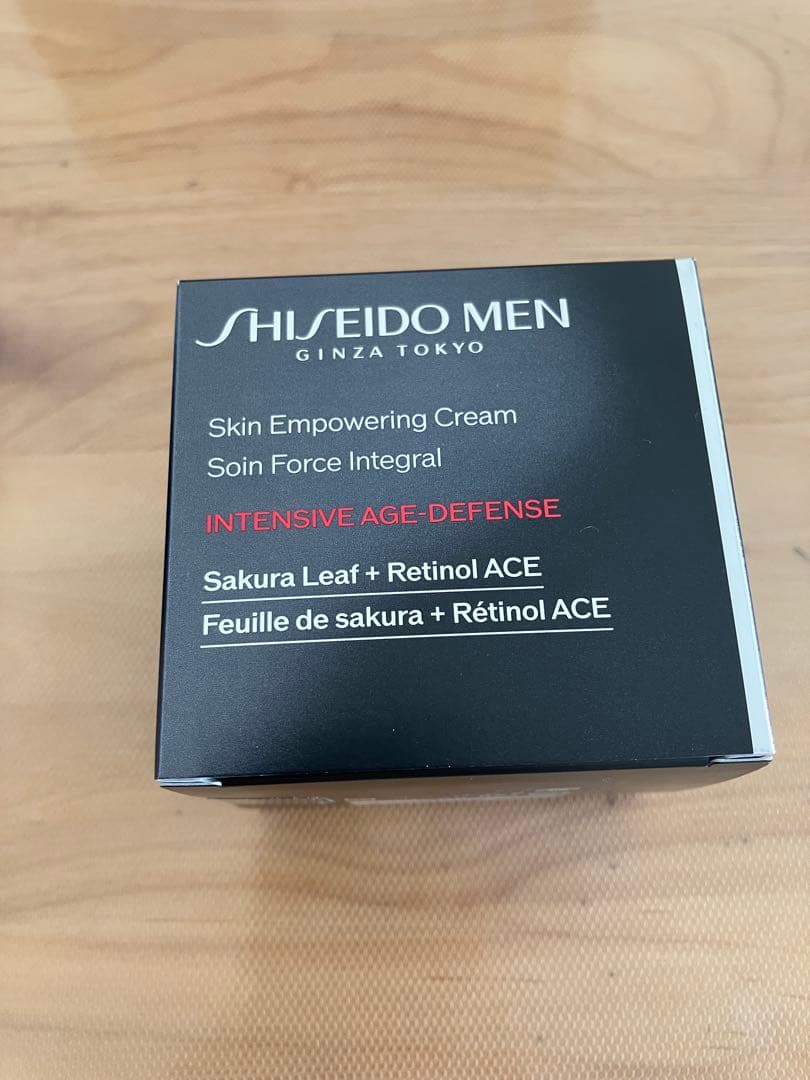 SHISEIDO MEN
GINZA TOKYO
Skin Empowering Cream
Soin Force Integral
INTENSIVE AGE-DEFENSE
Sakura Leaf + Retinol ACE
Feuille de sakura + Rétinol ACE